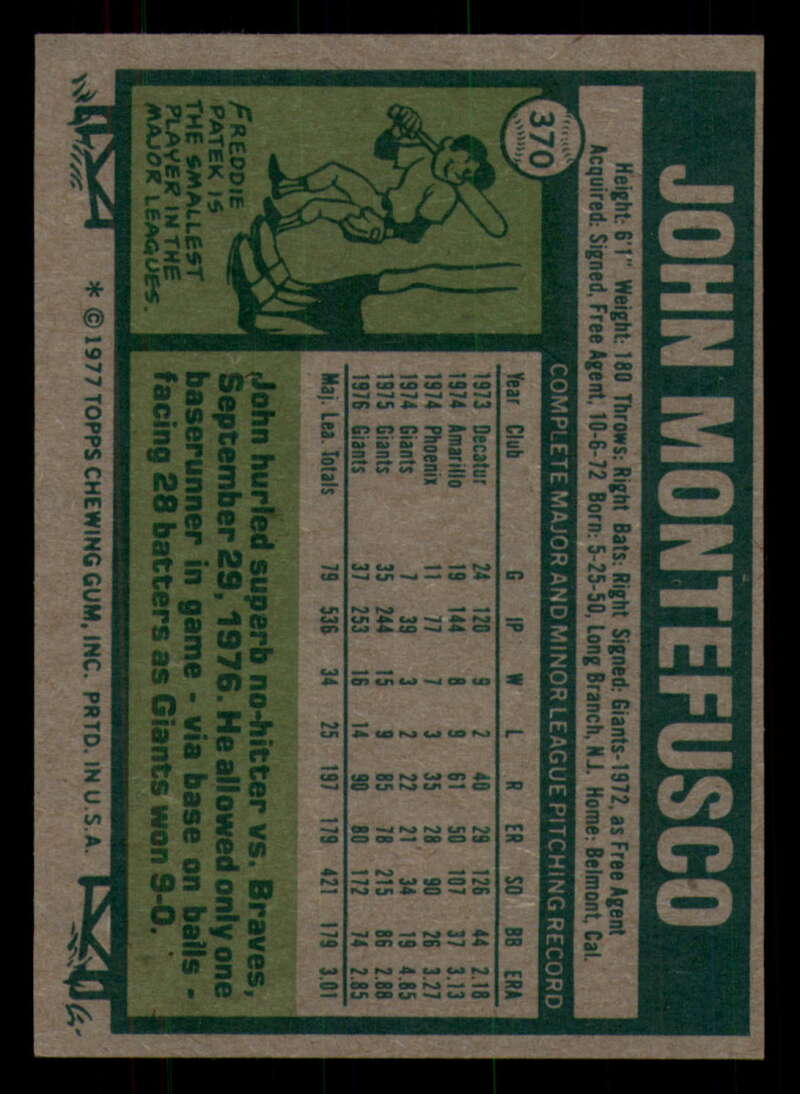 370
JOHN MONTEFUSCO
Height: 6'1" Weight: 180 Throws: Right Bats: Right Signed: Giants-1972, as Free Agent
Acquired: Signed, Free Agent, 10-6-72 Born: 5-25-50, Long Branch, N.J. Home: Belmont, Cal.
COMPLETE MAJOR AND MINOR LEAGUE PITCHING RECORD
Year Club G IP W L R ER SO BB ERA
1973 Decatur 24 120 9 2 40 29 126 44 2.18
1974 Amarillo 19 144 8 9 61 50 107 37 3.13
1974 Phoenix 11 77 7 3 35 28 90 26 3.27
1974 Giants 7 39 3 2 22 21 34 19 4.85
1975 Giants 35 244 15 9 85 78 215 86 2.88
1976 Giants 37 253 16 14 90 80 172 74 2.85
Maj. Lea. Totals 79 536 34 25 197 179 421 179 3.01
FREDDIE
PATEK IS
THE SMALLEST
PLAYER IN THE
MAJOR LEAGUES.
John hurled superb no-hitter vs. Braves,
September 29, 1976. He allowed only one
baserunner in game - via base on balls -
facing 28 batters as Giants won 9-0.
* © 1977 TOPPS CHEWING GUM, INC. PRTD. IN U.S.A.